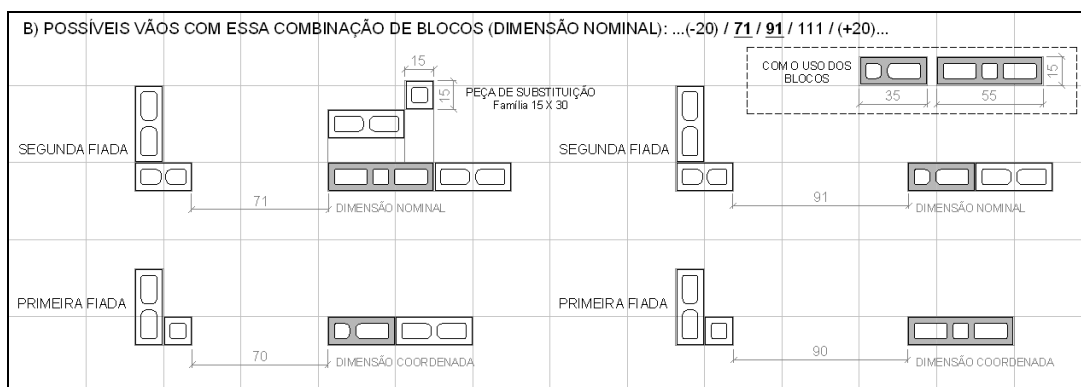 B) POSSÍVEIS VÃOS COM ESSA COMBINAÇÃO DE BLOCOS (DIMENSÃO NOMINAL): ...(-20) / 71 / 91 / 111 / (+20)...
COM O USO DOS
BLOCOS
35
55
15
15
15
PEÇA DE SUBSTITUIÇÃO
Família 15 X 30
SEGUNDA FIADA
71
DIMENSÃO NOMINAL
SEGUNDA FIADA
91
DIMENSÃO NOMINAL
PRIMEIRA FIADA
70
DIMENSÃO COORDENADA
PRIMEIRA FIADA
90
DIMENSÃO COORDENADA